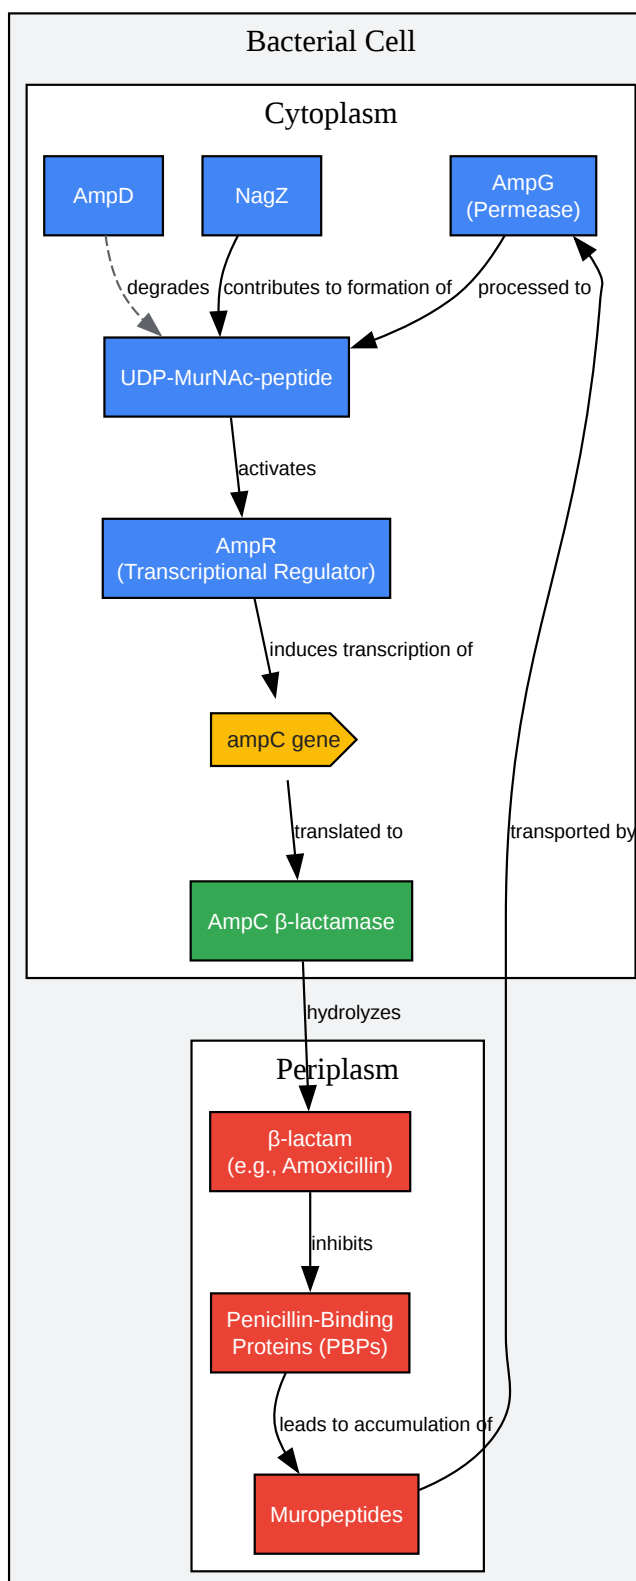 Bacterial Cell
Cytoplasm
AmpD
NagZ
AmpG
(Permease)
degrades
contributes to formation of
processed to
UDP-MurNAc-peptide
activates
AmpR
(Transcriptional Regulator)
induces transcription of
ampC gene
translated to
transported by
AmpC β-lactamase
hydrolyzes
Periplasm
β-lactam
(e.g., Amoxicillin)
inhibits
Penicillin-Binding
Proteins (PBPs)
leads to accumulation of
Muropeptides